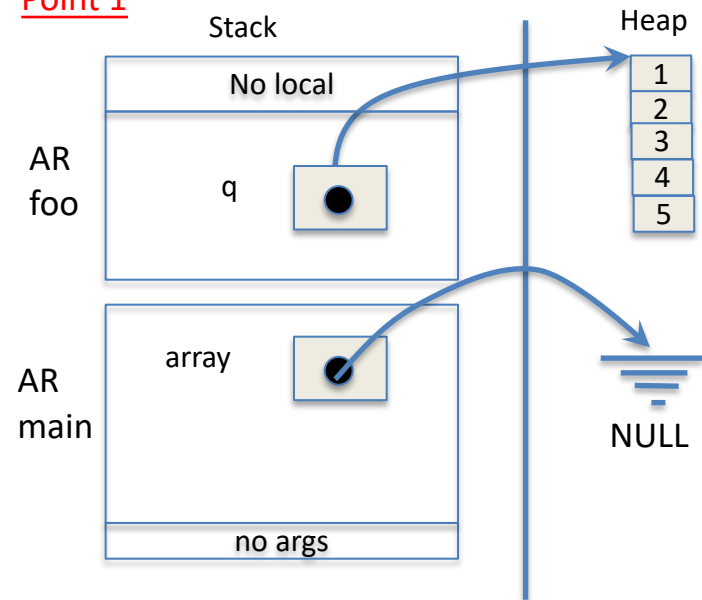 Point 1
Stack
Heap
No local
1
2
3
4
5
AR
foo
q
array
AR
main
NULL
no args